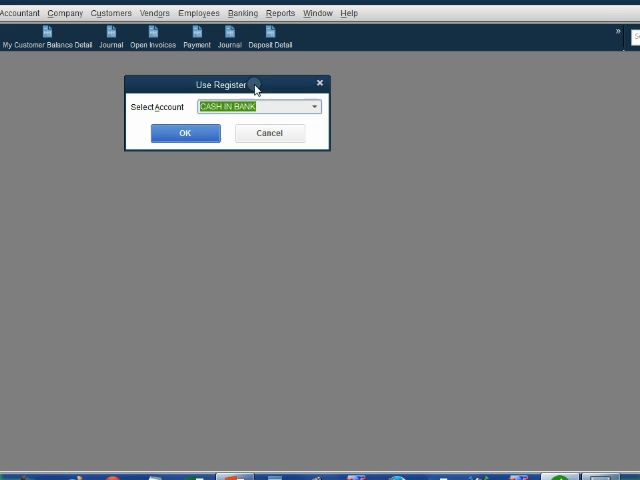 Accountant Company Customers Vendors Employees Banking Reports Window Help
My Customer Balance Detail Journal Open Invoices Payment Journal Deposit Detail
Use Register
Select Account CASH IN BANK
OK Cancel